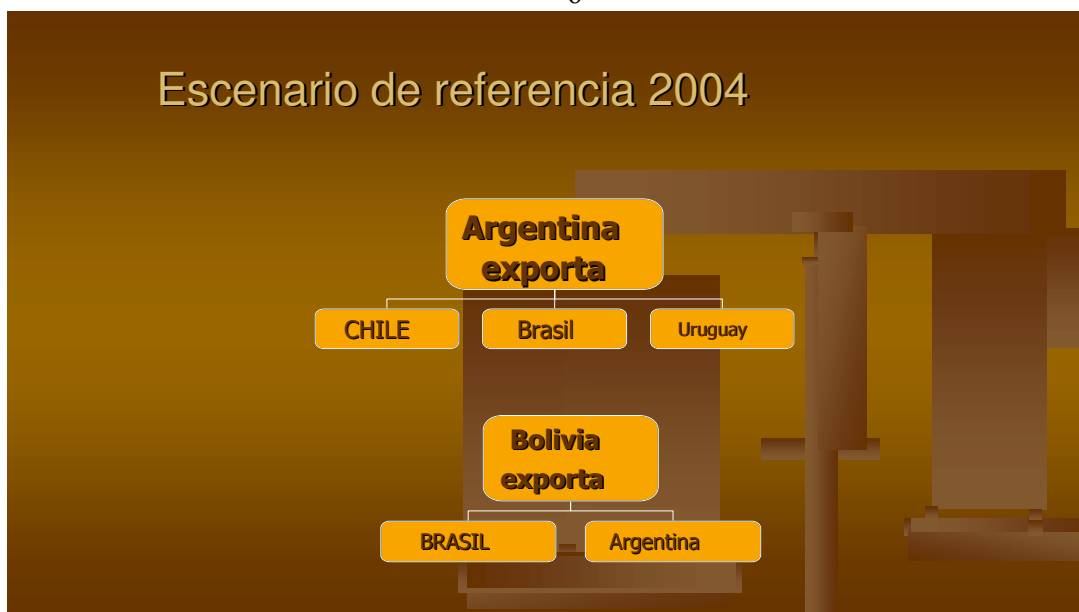 Escenario de referencia 2004
Argentina
exporta
CHILE
Brasil
Uruguay
Bolivia
exporta
BRASIL
Argentina